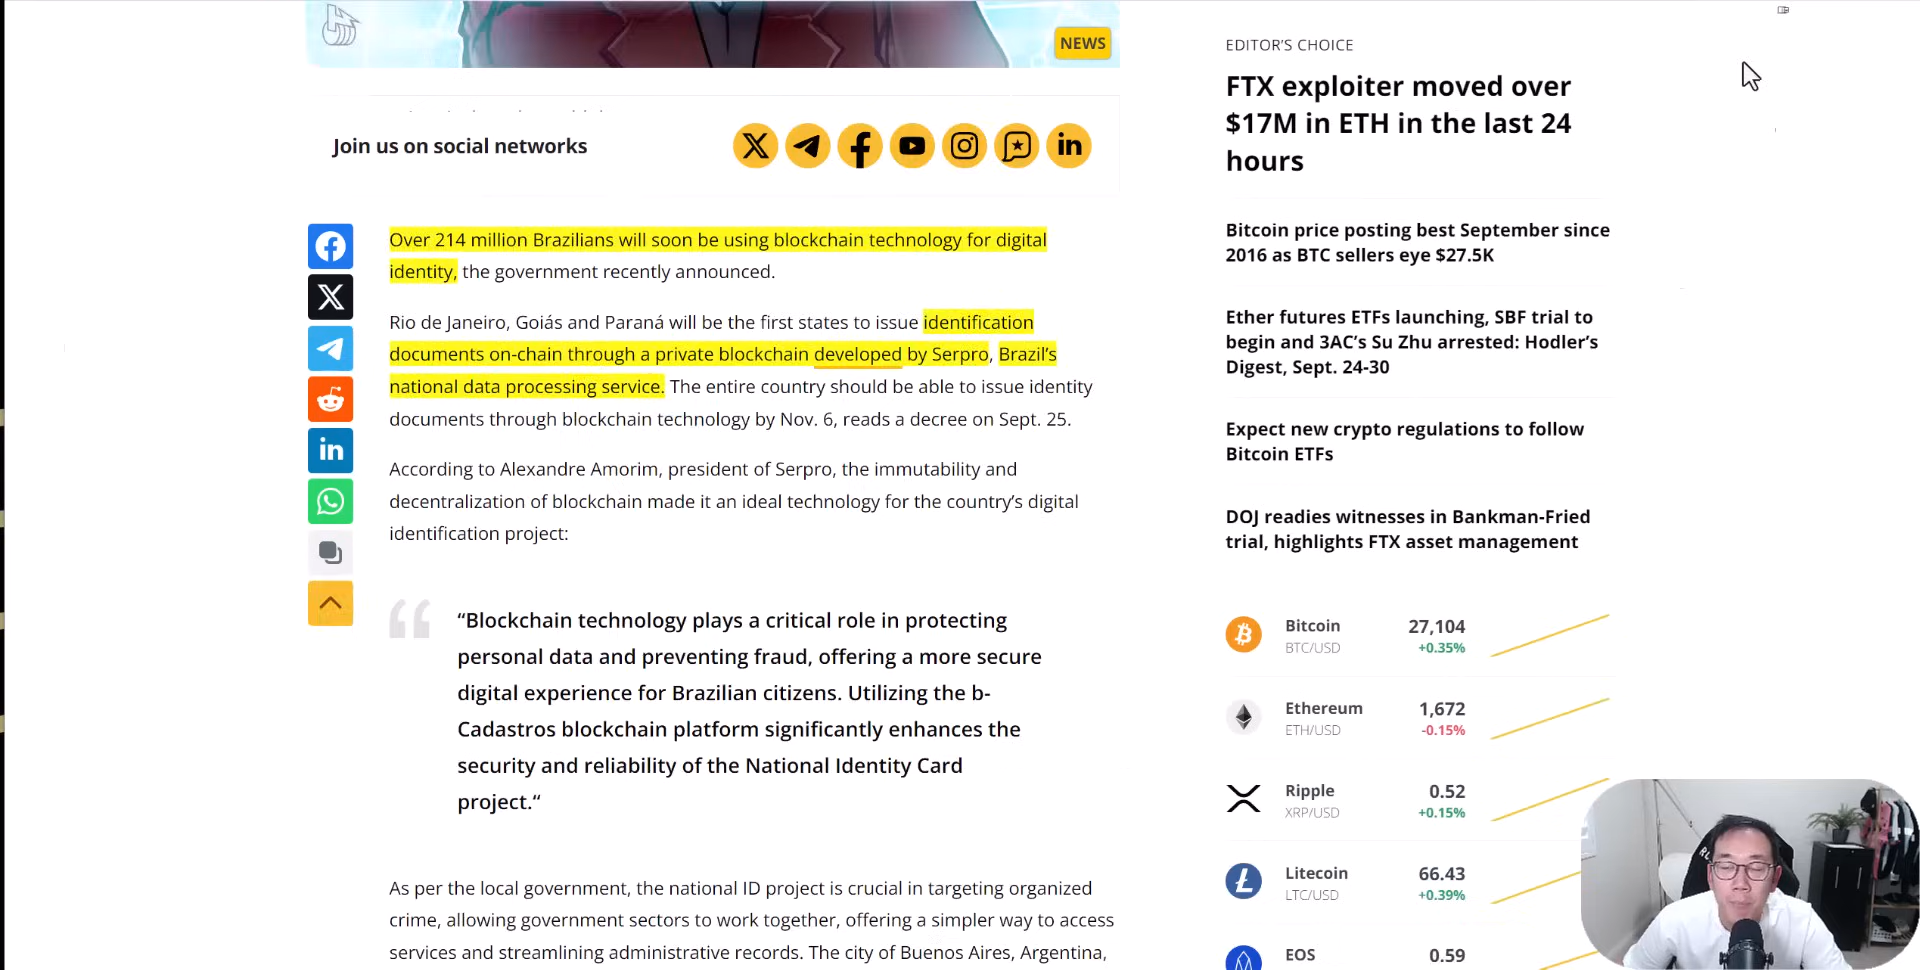 NEWS
Join us on social networks
Over 214 million Brazilians will soon be using blockchain technology for digital
identity, the government recently announced.
Rio de Janeiro, Goiás and Paraná will be the first states to issue identification
documents on-chain through a private blockchain developed by Serpro, Brazil's
national data processing service. The entire country should be able to issue identity
documents through blockchain technology by Nov. 6, reads a decree on Sept. 25.
According to Alexandre Amorim, president of Serpro, the immutability and
decentralization of blockchain made it an ideal technology for the country's digital
identification project:
“Blockchain technology plays a critical role in protecting
personal data and preventing fraud, offering a more secure
digital experience for Brazilian citizens. Utilizing the b-
Cadastros blockchain platform significantly enhances the
security and reliability of the National Identity Card
project.“
As per the local government, the national ID project is crucial in targeting organized
crime, allowing government sectors to work together, offering a simpler way to access
services and streamlining administrative records. The city of Buenos Aires, Argentina,
EDITOR'S CHOICE
FTX exploiter moved over
$17M in ETH in the last 24
hours
Bitcoin price posting best September since
2016 as BTC sellers eye $27.5K
Ether futures ETFs launching, SBF trial to
begin and 3AC's Su Zhu arrested: Hodler's
Digest, Sept. 24-30
Expect new crypto regulations to follow
Bitcoin ETFs
DOJ readies witnesses in Bankman-Fried
trial, highlights FTX asset management
Bitcoin 27,104
BTC/USD +0.35%
Ethereum 1,672
ETH/USD -0.15%
Ripple 0.52
XRP/USD +0.15%
Litecoin 66.43
LTC/USD +0.39%
EOS 0.59